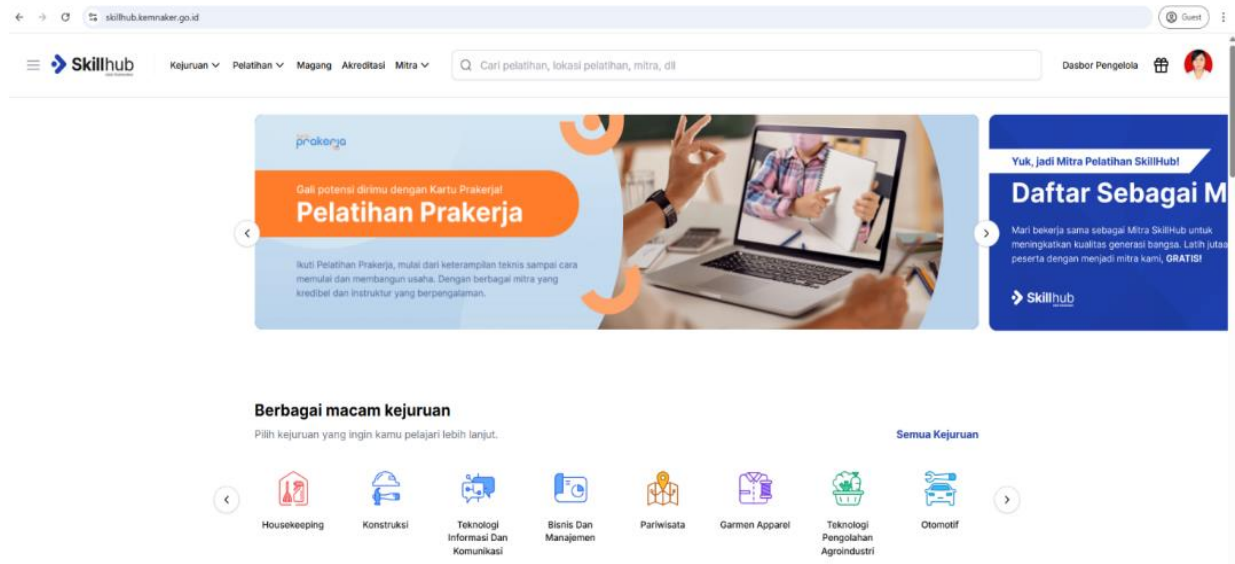 skillhub.kemnaker.go.id
Guest
Skillhub
Kejuruan
Pelatihan
Magang
Akreditasi
Mitra
Cari pelatihan, lokasi pelatihan, mitra, dll
Dasbor Pengelola
prakerja
Gali potensi dirimu dengan Kartu Prakerja!
Pelatihan Prakerja
Ikuti Pelatihan Prakerja, mulai dari keterampilan teknis sampai cara
memulai dan membangun usaha. Dengan berbagai mitra yang
kredibel dan instruktur yang berpengalaman.
Yuk, jadi Mitra Pelatihan SkillHub!
Daftar Sebagai M
Mari bekerja sama sebagai Mitra SkillHub untuk
meningkatkan kualitas generasi bangsa. Latih jutaa
peserta dengan menjadi mitra kami, GRATIS!
Skillhub
Berbagai macam kejuruan
Pilih kejuruan yang ingin kamu pelajari lebih lanjut.
Semua Kejuruan
Housekeeping
Konstruksi
Teknologi
Informasi Dan
Komunikasi
Bisnis Dan
Manajemen
Pariwisata
Garmen Apparel
Teknologi
Pengolahan
Agroindustri
Otomotif